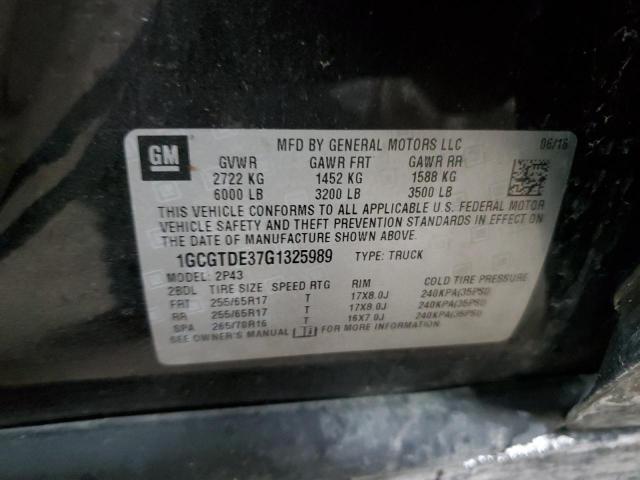 GM
MFD BY GENERAL MOTORS LLC 06/16
GVWR GAWR FRT GAWR RR
2722 KG 1452 KG 1588 KG
6000 LB 3200 LB 3500 LB
THIS VEHICLE CONFORMS TO ALL APPLICABLE U.S. FEDERAL MOTOR
VEHICLE SAFETY AND THEFT PREVENTION STANDARDS IN EFFECT ON
THE DATE OF MANUFACTURE SHOWN ABOVE.
1GCGTDE37G1325989 TYPE: TRUCK
MODEL: 2P43
2BDL TIRE SIZE SPEED RTG RIM COLD TIRE PRESSURE
FRT 255/65R17 T 17X8.0J 240KPA(35PSI)
RR 255/65R17 T 17X8.0J 240KPA(35PSI)
SPA 265/70R16 T 16X7.0J 240KPA(35PSI)
SEE OWNER'S MANUAL FOR MORE INFORMATION